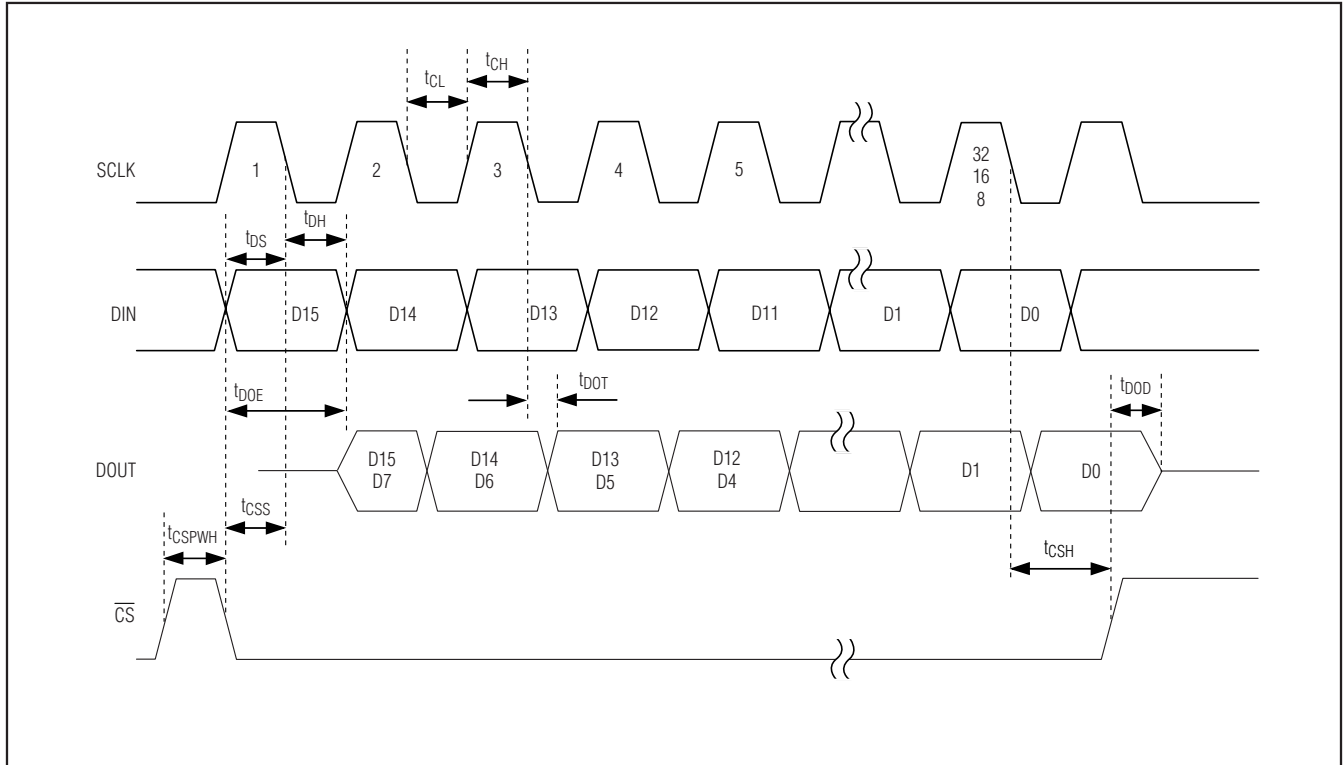 tCL
tCH
SCLK
1
2
3
4
5
32
16
8
tDS
tDH
DIN
D15
D14
D13
D12
D11
D1
D0
tDOE
tDOT
tDOD
DOUT
D15
D7
D14
D6
D13
D5
D12
D4
D1
D0
tCSPWH
tCSS
tCSH
CS